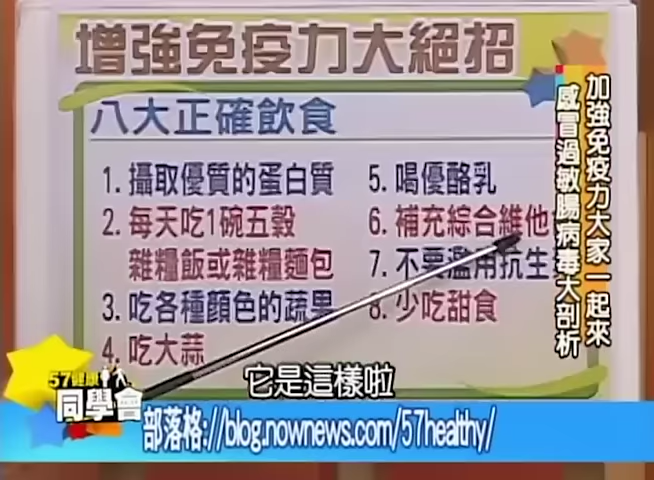 增強免疫力大絕招
八大正確飲食
1. 攝取優質的蛋白質
2. 每天吃1碗五穀
雜糧飯或雜糧麵包
3. 吃各種顏色的蔬果
4. 吃大蒜
5. 喝優酪乳
6. 補充綜合維他
7. 不要濫用抗生
8. 少吃甜食
加強免疫力大家一起來
感冒過敏腸病毒大剖析
它是這樣啦
57健康
同學會
部落格://blog.nownews.com/57healthy/